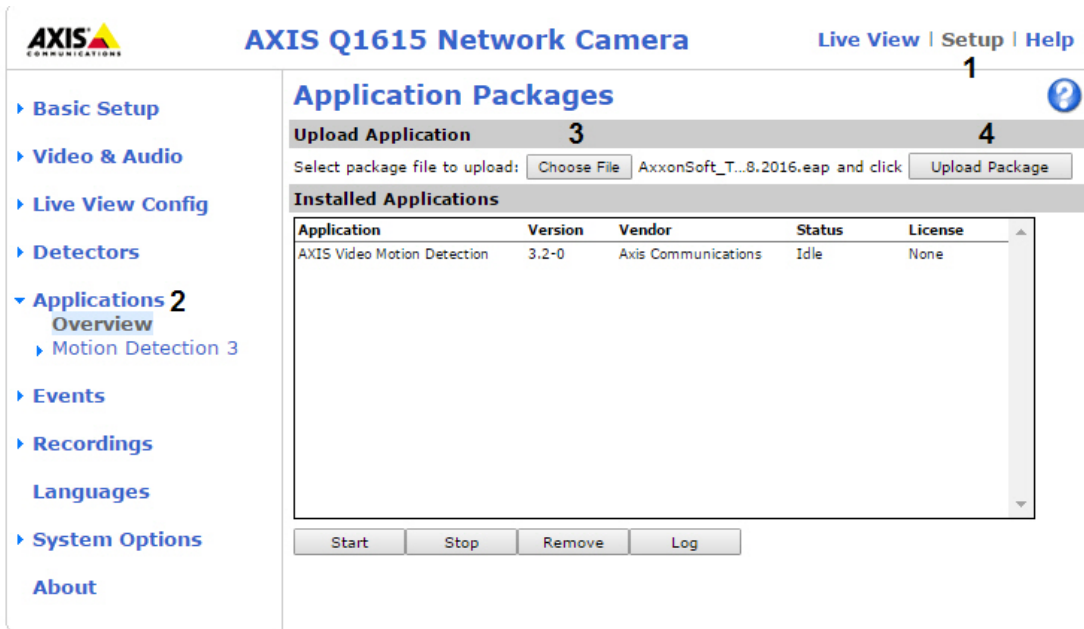 AXIS COMMUNICATIONS
AXIS Q1615 Network Camera
Live View | Setup | Help
1
Basic Setup
Video & Audio
Live View Config
Detectors
Applications 2
Overview
Motion Detection 3
Events
Recordings
Languages
System Options
About
Application Packages
Upload Application 3 4
Select package file to upload: Choose File AxxonSoft_T...8.2016.eap and click Upload Package
Installed Applications
Application Version Vendor Status License
AXIS Video Motion Detection 3.2-0 Axis Communications Idle None
Start Stop Remove Log